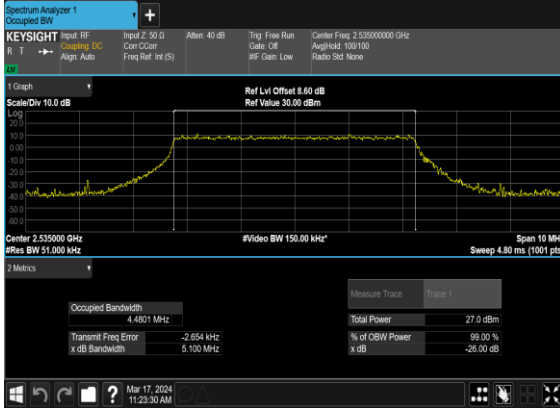 Spectrum Analyzer 1
Occupied BW
+
KEYSIGHT Input: RF Input Z: 50 Ω Atten: 40 dB Trig: Free Run Center Freq: 2.535000000 GHz
R T Coupling: DC Corr CCorr Gate: Off Avg|Hold: 100/100
Align: Auto Freq Ref: Int (S) #IF Gain: Low Radio Std: None
1 Graph
Ref Lvl Offset 8.60 dB
Scale/Div 10.0 dB Ref Value 30.00 dBm
Log
20.0
10.0
0.00
-10.0
-20.0
-30.0
-40.0
-50.0
-60.0
Center 2.535000 GHz #Video BW 150.00 kHz* Span 10 MH
#Res BW 51.000 kHz Sweep 4.80 ms (1001 pts
2 Metrics
Measure Trace Trace 1
Occupied Bandwidth
4.4801 MHz Total Power 27.0 dBm
Transmit Freq Error -2.654 kHz % of OBW Power 99.00 %
x dB Bandwidth 5.100 MHz x dB -26.00 dB
? Mar 17, 2024
11:23:30 AM